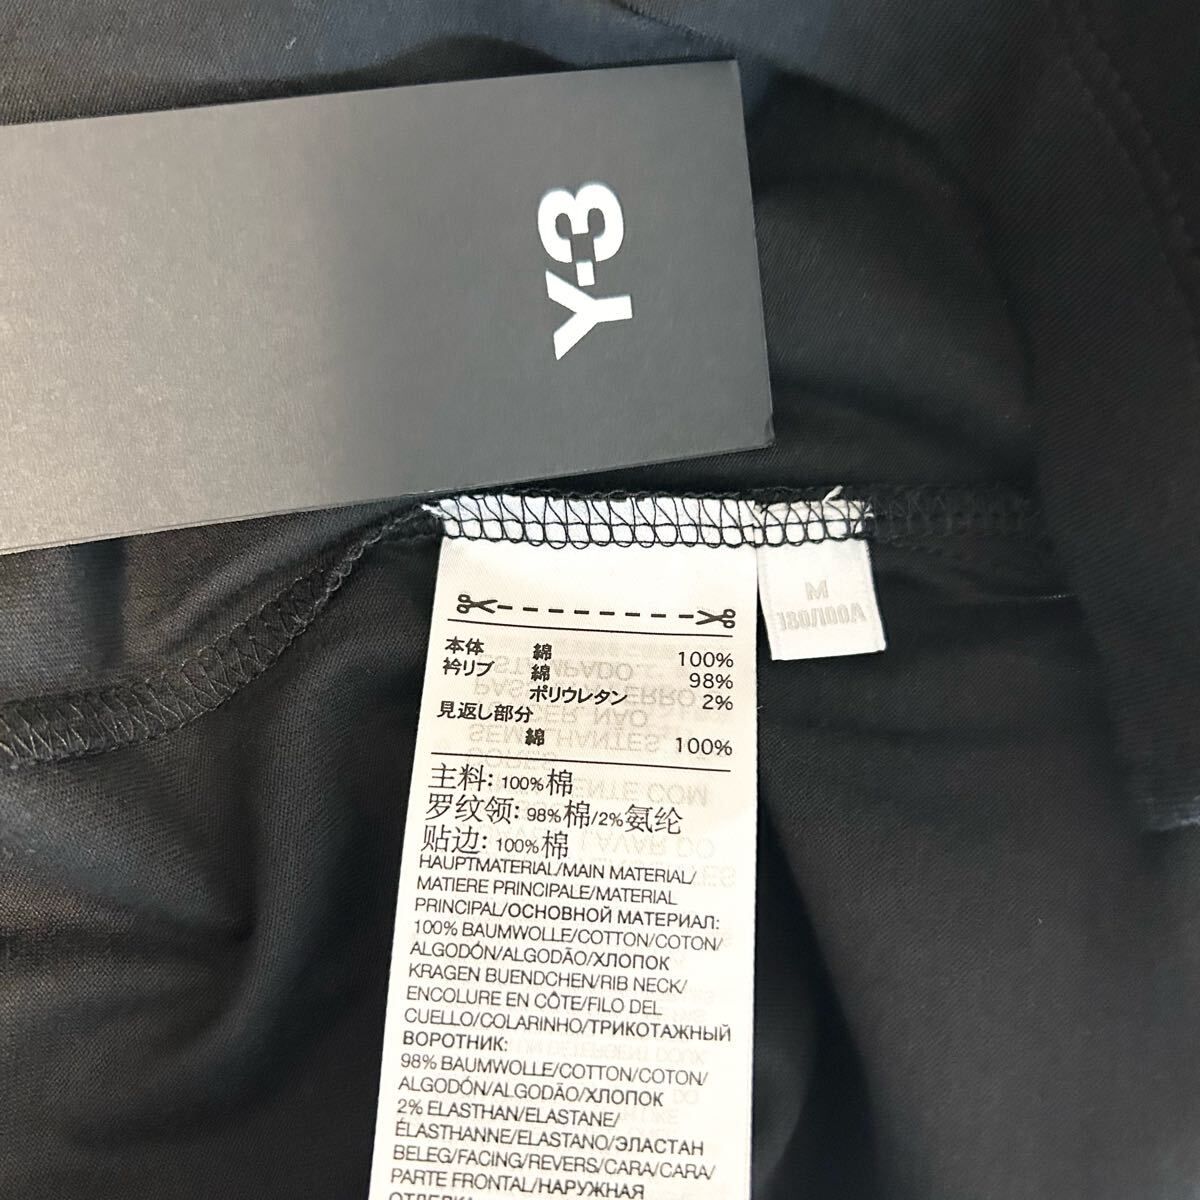 Y-3
M
180/100A
本体 綿 100%
衿リブ 綿 98%
ポリウレタン 2%
見返し部分
綿 100%
主料: 100%棉
罗纹领: 98%棉/2%氨纶
贴边: 100%棉
HAUPTMATERIAL/MAIN MATERIAL/
MATIERE PRINCIPALE/MATERIAL
PRINCIPAL/ОСНОВНОЙ МАТЕРИАЛ:
100% BAUMWOLLE/COTTON/COTON/
ALGODÓN/ALGODÃO/ХЛОПОК
KRAGEN BUENDCHEN/RIB NECK/
ENCOLURE EN CÔTE/FILO DEL
CUELLO/COLARINHO/ТРИКОТАЖНЫЙ
ВОРОТНИК:
98% BAUMWOLLE/COTTON/COTON/
ALGODÓN/ALGODÃO/ХЛОПОК
2% ELASTHAN/ELASTANE/
ÉLASTHANNE/ELASTANO/ЭЛАСТАН
BELEG/FACING/REVERS/CARA/CARA/
PARTE FRONTAL/НАРУЖНАЯ
ОТДЕЛКА